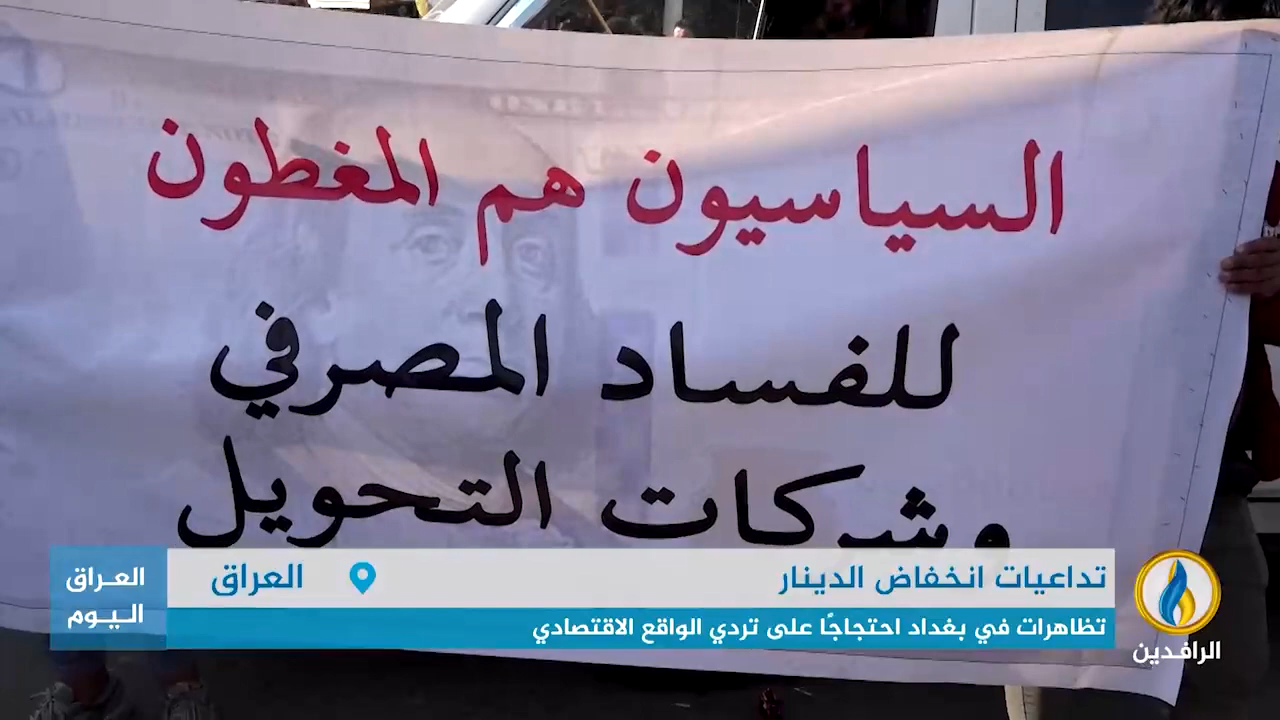 السياسيون هم المغطون
للفساد المصرفي
وشركات التحويل
تداعيات انخفاض الدينار
العراق
تظاهرات في بغداد احتجاجًا على تردي الواقع الاقتصادي
العراق
اليوم
الرافدين